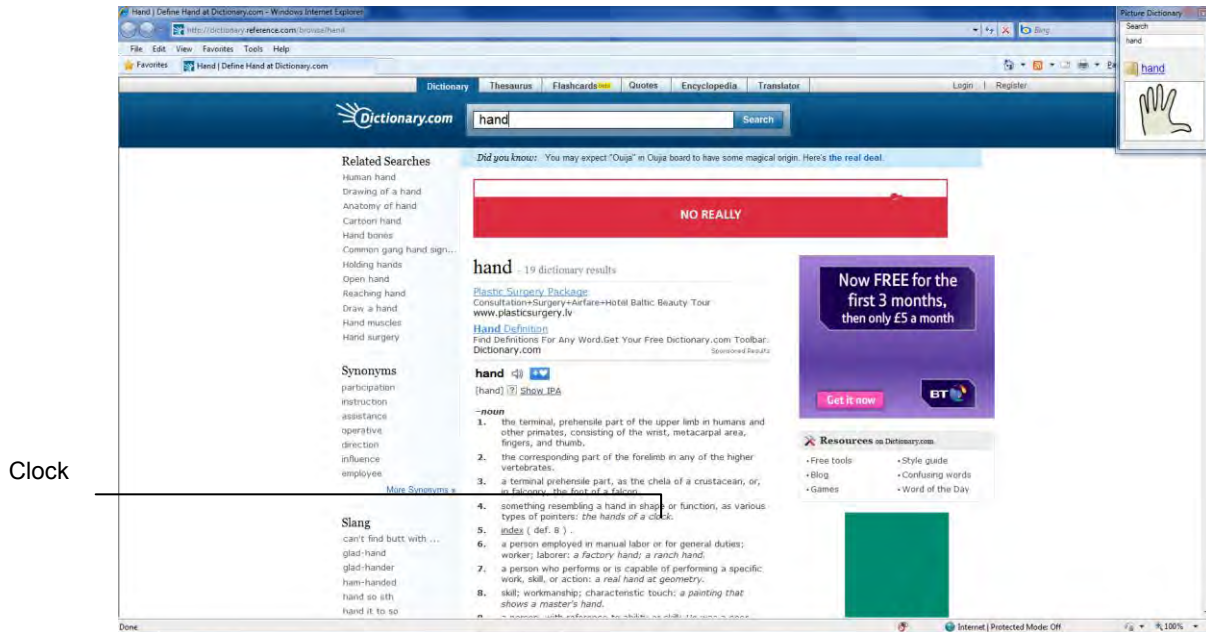 Hand | Define Hand at Dictionary.com - Windows Internet Explorer
http://dictionary.reference.com/browse/hand
Bing
File Edit View Favorites Tools Help
Favorites Hand | Define Hand at Dictionary.com
Picture Dictionary
Search
hand
hand
Dictionary Thesaurus Flashcards Quotes Encyclopedia Translator
Login | Register
Dictionary.com
hand
Search
Did you know: You may expect "Ouija" in Ouija board to have some magical origin. Here's the real deal.
Related Searches
Human hand
Drawing of a hand
Anatomy of hand
Cartoon hand
Hand bones
Common gang hand sign...
Holding hands
Open hand
Reaching hand
Draw a hand
Hand muscles
Hand surgery
Synonyms
participation
instruction
assistance
operative
direction
influence
employee
More Synonyms »
Slang
can't find butt with ...
glad-hand
glad-hander
ham-handed
hand so sth
hand it to so
NO REALLY
hand - 19 dictionary results
Plastic Surgery Package
Consultation+Surgery+Airfare+Hotel Baltic Beauty Tour
www.plasticsurgery.lv
Hand Definition
Find Definitions For Any Word.Get Your Free Dictionary.com Toolbar.
Dictionary.com
Sponsored Results
hand
[hand] ? Show IPA
–noun
1. the terminal, prehensile part of the upper limb in humans and
other primates, consisting of the wrist, metacarpal area,
fingers, and thumb.
2. the corresponding part of the forelimb in any of the higher
vertebrates.
3. a terminal prehensile part, as the chela of a crustacean, or,
in falconry, the foot of a falcon.
4. something resembling a hand in shape or function, as various
types of pointers: the hands of a clock.
5. index ( def. 8 ) .
6. a person employed in manual labor or for general duties;
worker; laborer: a factory hand; a ranch hand.
7. a person who performs or is capable of performing a specific
work, skill, or action: a real hand at geometry.
8. skill; workmanship; characteristic touch: a painting that
shows a master's hand.
Now FREE for the
first 3 months,
then only £5 a month
Get it now
BT
Resources on Dictionary.com
• Free tools
• Blog
• Games
• Style guide
• Confusing words
• Word of the Day
Clock
Done
Internet | Protected Mode: Off
100%